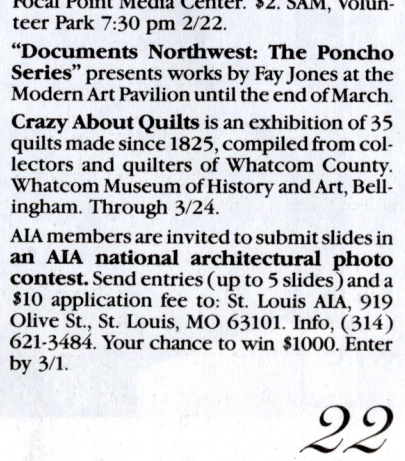 Focal Point Media Center. $2. SAM, Volun-
teer Park 7:30 pm 2/22.
"Documents Northwest: The Poncho
Series" presents works by Fay Jones at the
Modern Art Pavilion until the end of March.
Crazy About Quilts is an exhibition of 35
quilts made since 1825, compiled from col-
lectors and quilters of Whatcom County.
Whatcom Museum of History and Art, Bell-
ingham. Through 3/24.
AIA members are invited to submit slides in
an AIA national architectural photo
contest. Send entries (up to 5 slides) and a
$10 application fee to: St. Louis AIA, 919
Olive St., St. Louis, MO 63101. Info, (314)
621-3484. Your chance to win $1000. Enter
by 3/1.
22